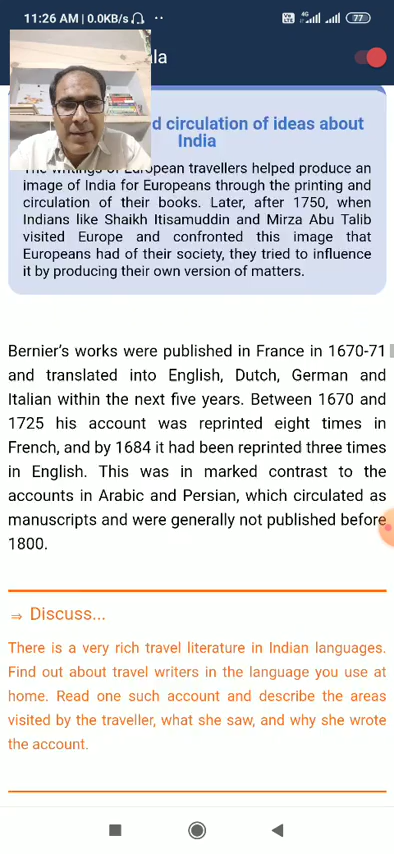 11:26 AM | 0.0KB/s
77
la
d circulation of ideas about
India
The writings of European travellers helped produce an
image of India for Europeans through the printing and
circulation of their books. Later, after 1750, when
Indians like Shaikh Itisamuddin and Mirza Abu Talib
visited Europe and confronted this image that
Europeans had of their society, they tried to influence
it by producing their own version of matters.
Bernier's works were published in France in 1670-71
and translated into English, Dutch, German and
Italian within the next five years. Between 1670 and
1725 his account was reprinted eight times in
French, and by 1684 it had been reprinted three times
in English. This was in marked contrast to the
accounts in Arabic and Persian, which circulated as
manuscripts and were generally not published before
1800.
⇒ Discuss...
There is a very rich travel literature in Indian languages.
Find out about travel writers in the language you use at
home. Read one such account and describe the areas
visited by the traveller, what she saw, and why she wrote
the account.